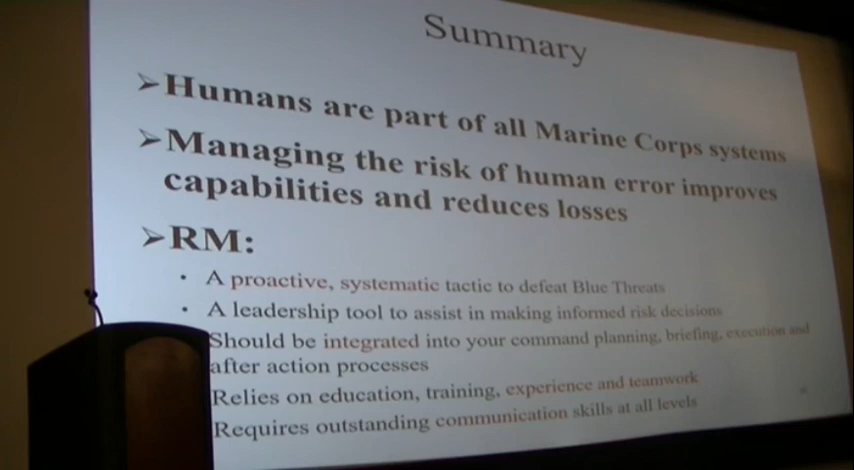 Summary
➢Humans are part of all Marine Corps systems
➢Managing the risk of human error improves
capabilities and reduces losses
➢RM:
• A proactive, systematic tactic to defeat Blue Threats
• A leadership tool to assist in making informed risk decisions
Should be integrated into your command planning, briefing, execution and
after action processes
Relies on education, training, experience and teamwork
Requires outstanding communication skills at all levels